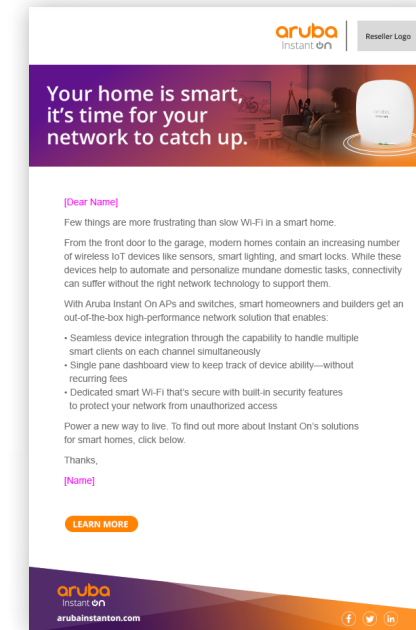 aruba
Instant On
Reseller Logo
Your home is smart,
it's time for your
network to catch up.
aruba
[Dear Name]
Few things are more frustrating than slow Wi-Fi in a smart home.
From the front door to the garage, modern homes contain an increasing number
of wireless IoT devices like sensors, smart lighting, and smart locks. While these
devices help to automate and personalize mundane domestic tasks, connectivity
can suffer without the right network technology to support them.
With Aruba Instant On APs and switches, smart homeowners and builders get an
out-of-the-box high-performance network solution that enables:
• Seamless device integration through the capability to handle multiple
smart clients on each channel simultaneously
• Single pane dashboard view to keep track of device ability—without
recurring fees
• Dedicated smart Wi-Fi that's secure with built-in security features
to protect your network from unauthorized access
Power a new way to live. To find out more about Instant On's solutions
for smart homes, click below.
Thanks,
[Name]
LEARN MORE
aruba
Instant On
arubainstanton.com